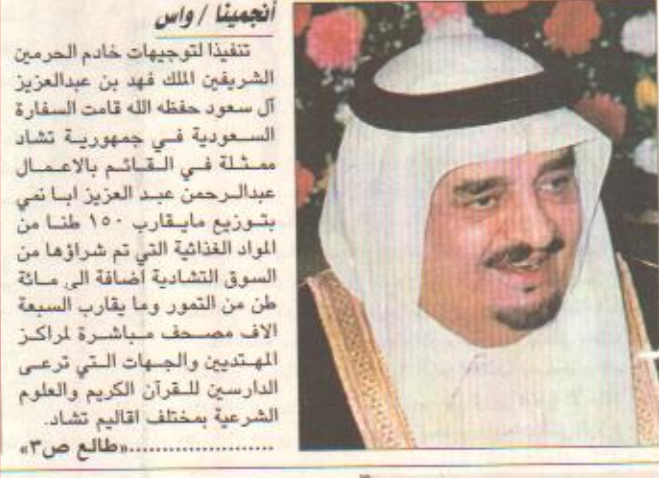 أنجمينا / واس
تنفيذا لتوجيهات خادم الحرمين
الشريفين الملك فهد بن عبدالعزيز
آل سعود حفظه الله قامت السفارة
السعودية في جمهورية تشاد
ممثلة في القائم بالاعمال
عبدالرحمن عبد العزيز ابا نمي
بتوزيع مايقارب ١٥٠ طنا من
المواد الغذائية التي تم شراؤها من
السوق التشادية أضافة الى مائة
طن من التمور وما يقارب السبعة
الاف مصحف مباشرة لمراكز
المهتديين والجهات التي ترعى
الدارسين للقرآن الكريم والعلوم
الشرعية بمختلف اقاليم تشاد.
......................«طالع ص٣»